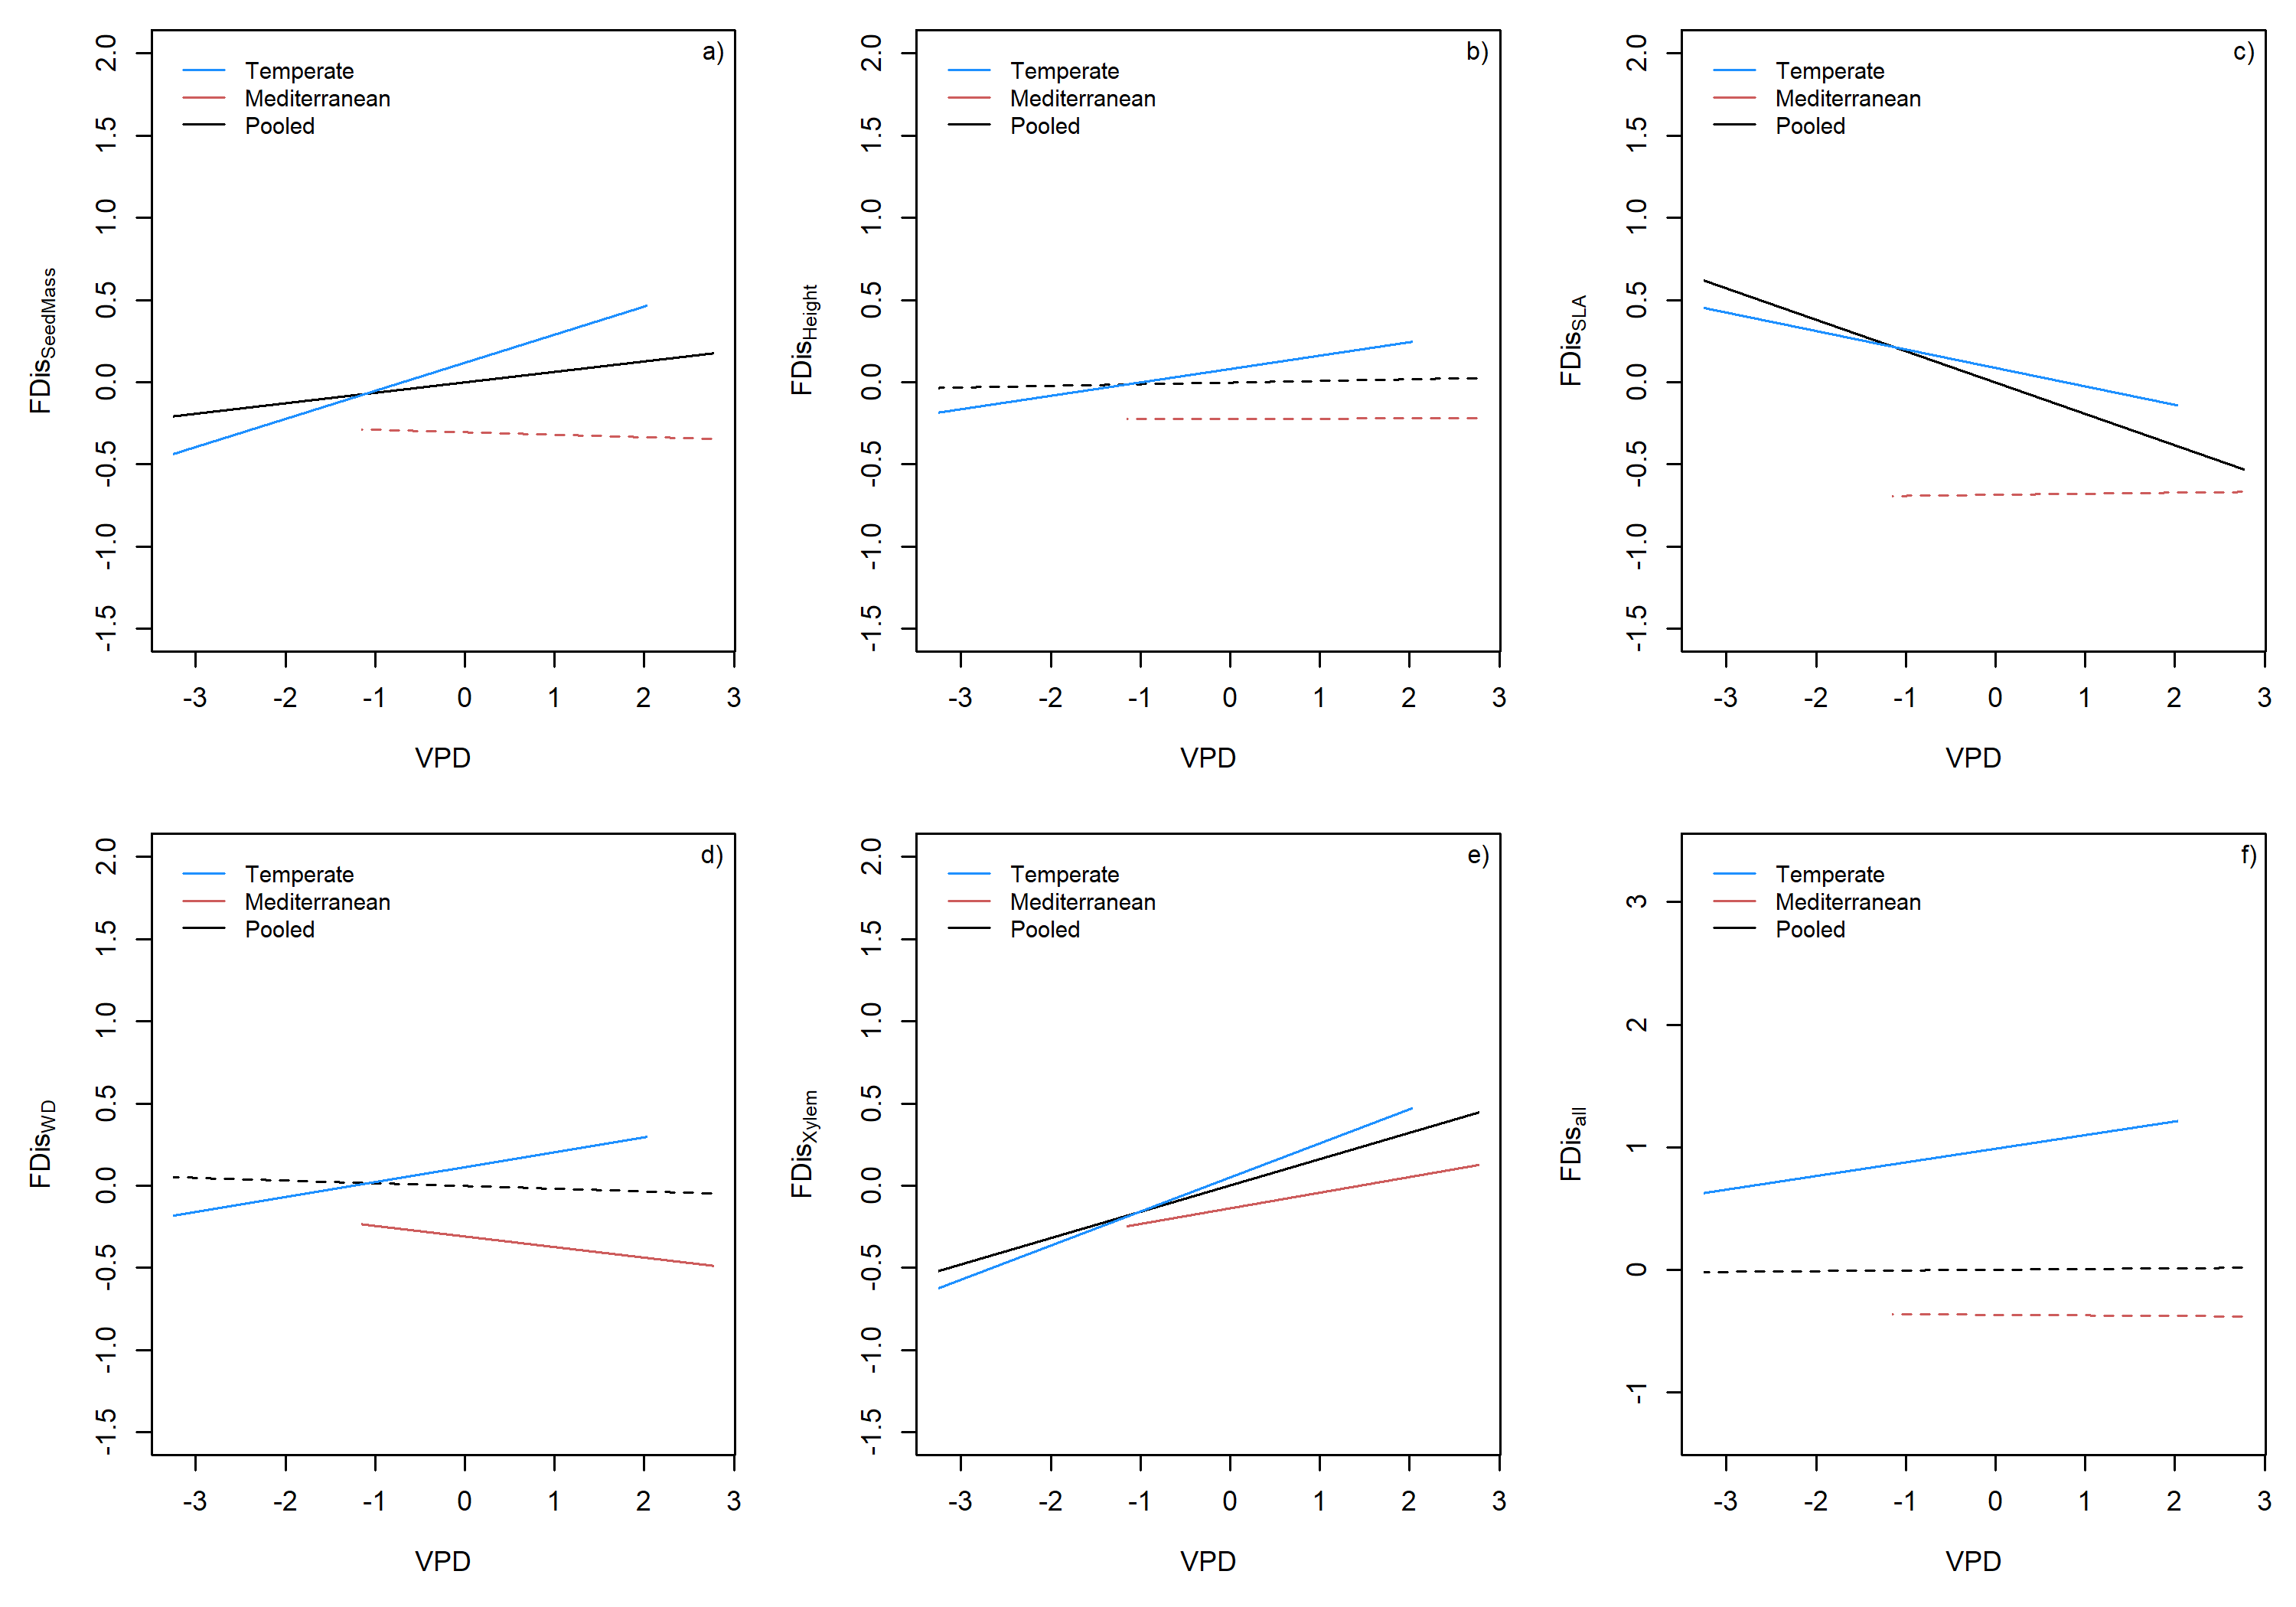 a)
Temperate
Mediterranean
Pooled
FDisSeedMass
2.0
1.5
1.0
0.5
0.0
-0.5
-1.0
-1.5
-3 -2 -1 0 1 2 3
VPD
b)
Temperate
Mediterranean
Pooled
FDisHeight
2.0
1.5
1.0
0.5
0.0
-0.5
-1.0
-1.5
-3 -2 -1 0 1 2 3
VPD
c)
Temperate
Mediterranean
Pooled
FDisSLA
2.0
1.5
1.0
0.5
0.0
-0.5
-1.0
-1.5
-3 -2 -1 0 1 2 3
VPD
d)
Temperate
Mediterranean
Pooled
FDisWD
2.0
1.5
1.0
0.5
0.0
-0.5
-1.0
-1.5
-3 -2 -1 0 1 2 3
VPD
e)
Temperate
Mediterranean
Pooled
FDisXylem
2.0
1.5
1.0
0.5
0.0
-0.5
-1.0
-1.5
-3 -2 -1 0 1 2 3
VPD
f)
Temperate
Mediterranean
Pooled
FDisall
3
2
1
0
-1
-3 -2 -1 0 1 2 3
VPD